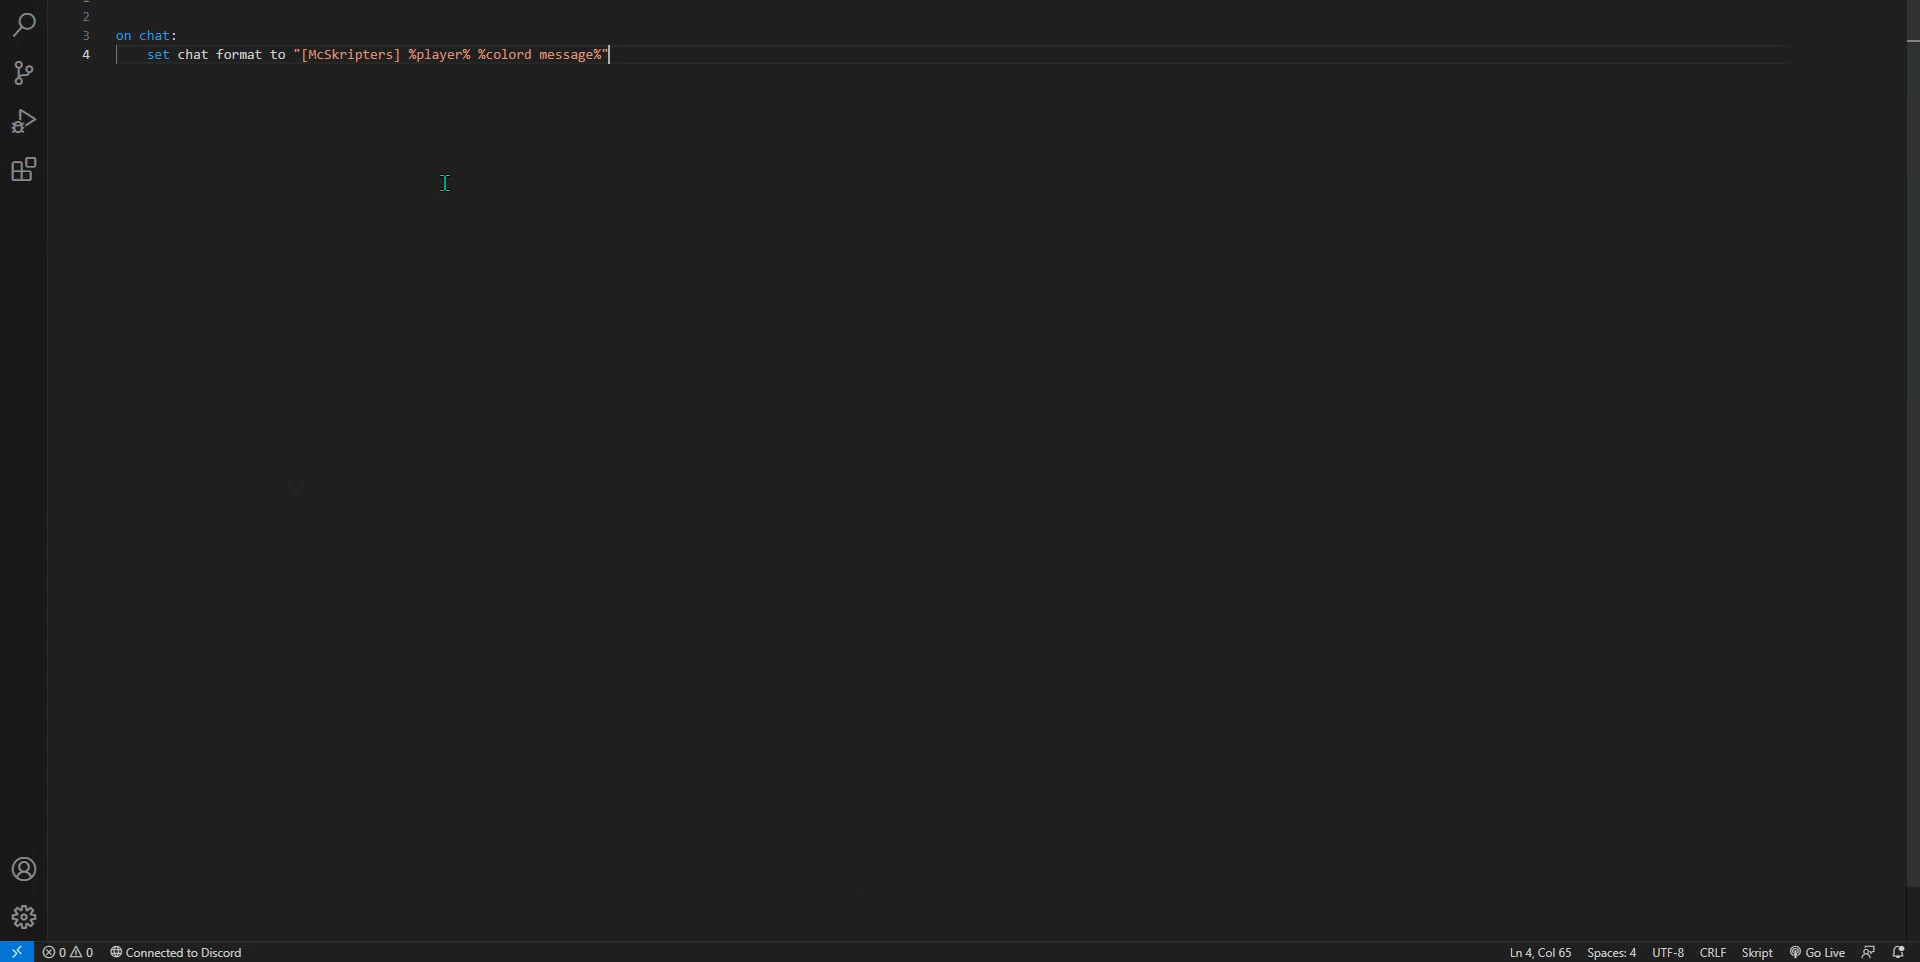 1
2
3 on chat:
4 set chat format to "[McSkripters] %player% %colord message%"
0 0 Connected to Discord Ln 4, Col 65 Spaces: 4 UTF-8 CRLF Skript Go Live